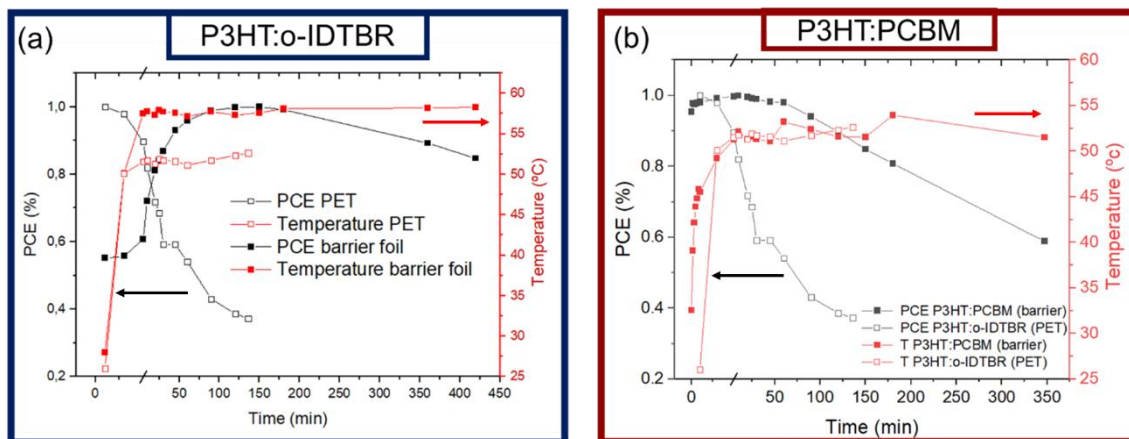 (a)
P3HT:o-IDTBR
PCE (%)
1,0
0,8
0,6
0,4
0,2
60
55
50
45
40
35
30
25
Temperature (ºC)
PCE PET
Temperature PET
PCE barrier foil
Temperature barrier foil
0 50 100 150 200 250 300 350 400 450
Time (min)
(b)
P3HT:PCBM
PCE (%)
1.0
0.8
0.6
0.4
0.2
60
55
50
45
40
35
30
25
Temperature (ºC)
PCE P3HT:PCBM (barrier)
PCE P3HT:o-IDTBR (PET)
T P3HT:PCBM (barrier)
T P3HT:o-IDTBR (PET)
0 50 100 150 200 250 300 350
Time (min)